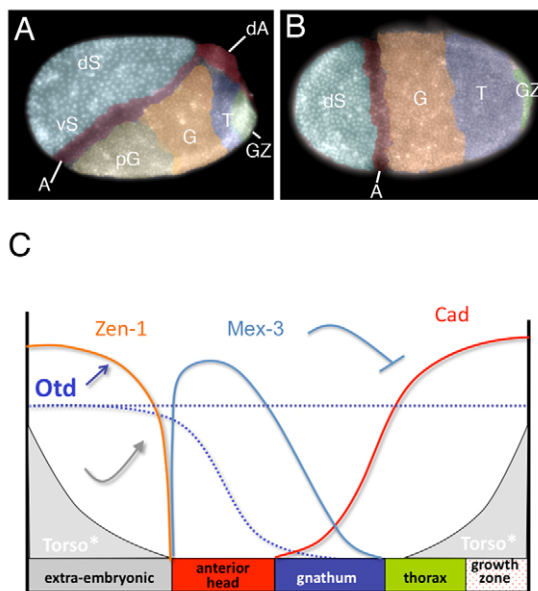 A
dA
dS
vS
A
pG
G
T
GZ
B
dS
G
T
GZ
A
C
Zen-1
Mex-3
Cad
Otd
Torso*
Torso*
extra-embryonic
anterior head
gnathum
thorax
growth zone